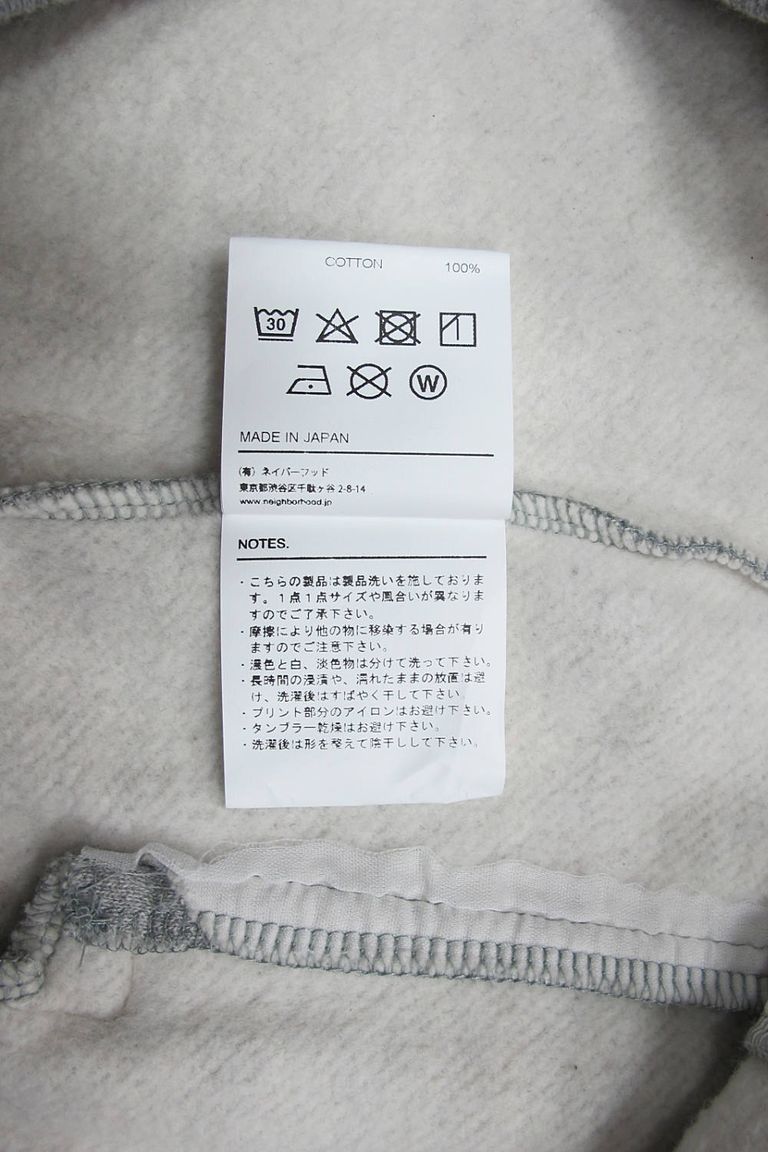 COTTON 100%
30
W
MADE IN JAPAN
(有) ネイバーフッド
東京都渋谷区千駄ヶ谷 2-8-14
www.neighborhood.jp
NOTES.
・こちらの製品は製品洗いを施しておりま
す。１点１点サイズや風合いが異なりま
すのでご了承下さい。
・摩擦により他の物に移染する場合が有り
ますのでご注意下さい。
・濃色と白、淡色物は分けて洗って下さい。
・長時間の浸漬や、濡れたままの放置は避
け、洗濯後はすばやく干して下さい。
・プリント部分のアイロンはお避け下さい。
・タンブラー乾燥はお避け下さい。
・洗濯後は形を整えて陰干しして下さい。